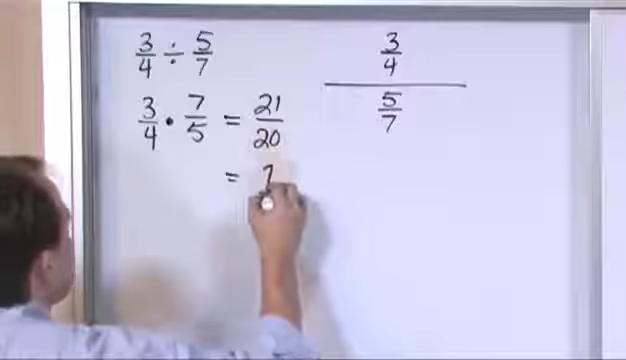 3/4 ÷ 5/7
3/4 • 7/5 = 21/20
=
3/4
5/7